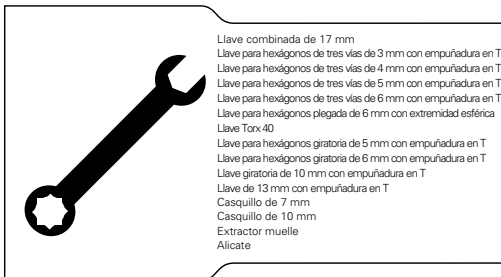 Llave combinada de 17 mm
Llave para hexágonos de tres vías de 3 mm con empuñadura en T
Llave para hexágonos de tres vías de 4 mm con empuñadura en T
Llave para hexágonos de tres vías de 5 mm con empuñadura en T
Llave para hexágonos de tres vías de 6 mm con empuñadura en T
Llave para hexágonos plegada de 6 mm con extremidad esférica
Llave Torx 40
Llave para hexágonos giratoria de 5 mm con empuñadura en T
Llave para hexágonos giratoria de 6 mm con empuñadura en T
Llave giratoria de 10 mm con empuñadura en T
Llave de 13 mm con empuñadura en T
Casquillo de 7 mm
Casquillo de 10 mm
Extractor muelle
Alicate